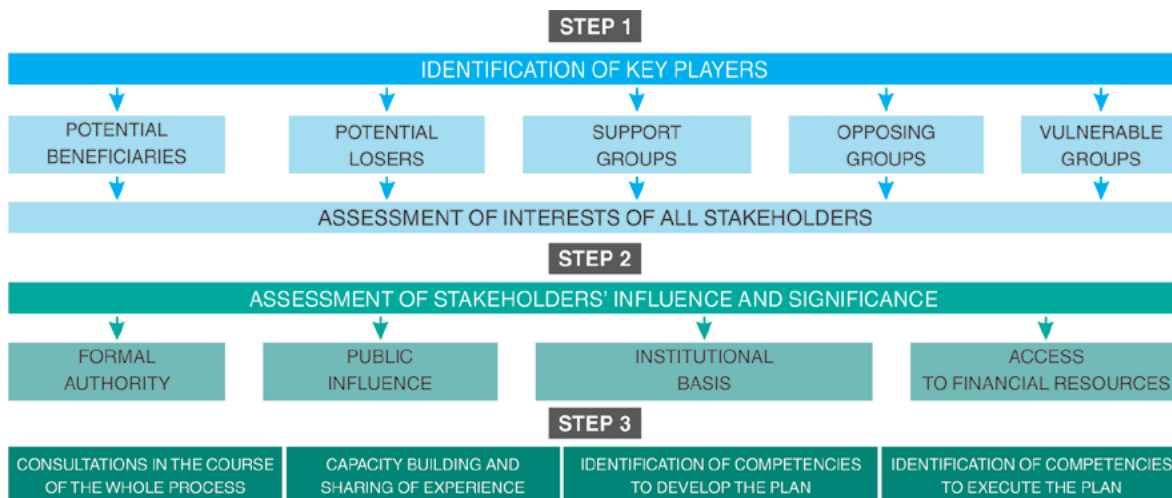 STEP 1
IDENTIFICATION OF KEY PLAYERS
POTENTIAL
BENEFICIARIES
POTENTIAL
LOSERS
SUPPORT
GROUPS
OPPOSING
GROUPS
VULNERABLE
GROUPS
ASSESSMENT OF INTERESTS OF ALL STAKEHOLDERS
STEP 2
ASSESSMENT OF STAKEHOLDERS' INFLUENCE AND SIGNIFICANCE
FORMAL
AUTHORITY
PUBLIC
INFLUENCE
INSTITUTIONAL
BASIS
ACCESS
TO FINANCIAL RESOURCES
STEP 3
CONSULTATIONS IN THE COURSE
OF THE WHOLE PROCESS
CAPACITY BUILDING AND
SHARING OF EXPERIENCE
IDENTIFICATION OF COMPETENCIES
TO DEVELOP THE PLAN
IDENTIFICATION OF COMPETENCIES
TO EXECUTE THE PLAN